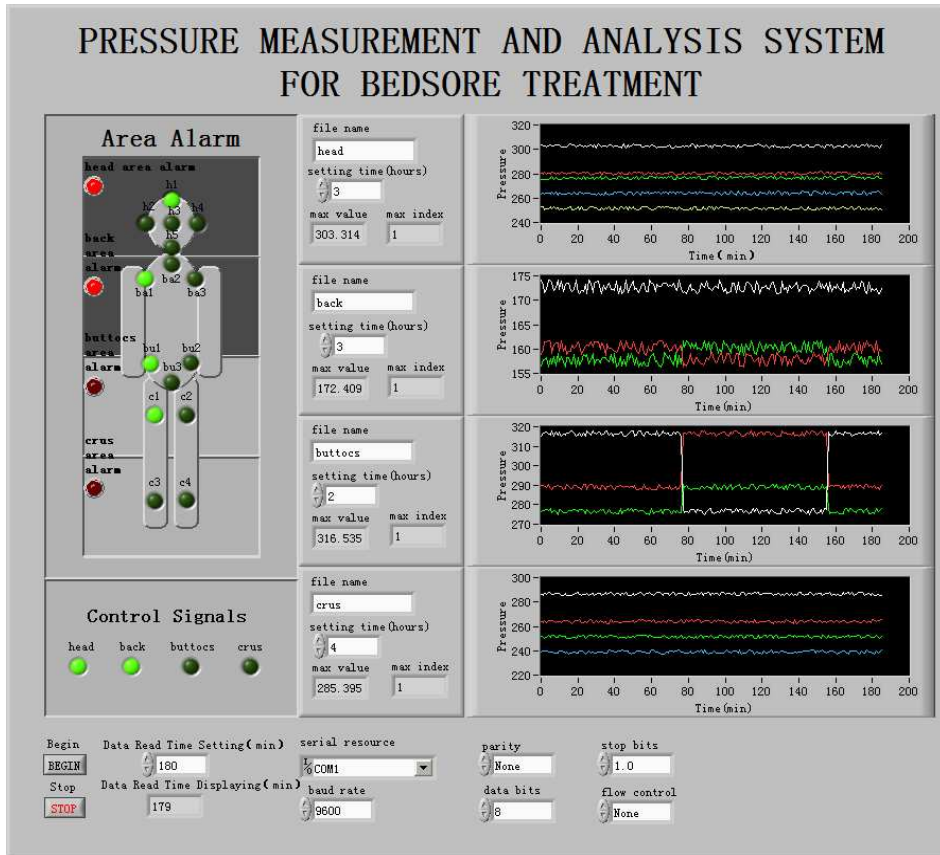 PRESSURE MEASUREMENT AND ANALYSIS SYSTEM
FOR BEDSORE TREATMENT
Area Alarm
head area alarm
h1
h2
h3
h4
h5
back
area
alarm
ba2
ba1
ba3
buttocs
area
alarm
bu1
bu2
bu3
c1
c2
crus
area
alarm
c3
c4
Control Signals
head back buttocs crus
file name
head
setting time(hours)
3
max value max index
303.314 1
file name
back
setting time(hours)
3
max value max index
172.409 1
file name
buttocs
setting time(hours)
2
max value max index
316.535 1
file name
crus
setting time(hours)
4
max value max index
285.395 1
Pressure
320
300
280
260
240
0 20 40 60 80 100 120 140 160 180 200
Time(min)
Pressure
175
170
165
160
155
0 20 40 60 80 100 120 140 160 180 200
Time(min)
Pressure
320
310
300
290
280
270
0 20 40 60 80 100 120 140 160 180 200
Time(min)
Pressure
300
280
260
240
220
0 20 40 60 80 100 120 140 160 180 200
Time(min)
Begin
BEGIN
Stop
STOP
Data Read Time Setting(min)
180
Data Read Time Displaying(min)
179
serial resource
I/O COM1
baud rate
9600
parity
None
data bits
8
stop bits
1.0
flow control
None